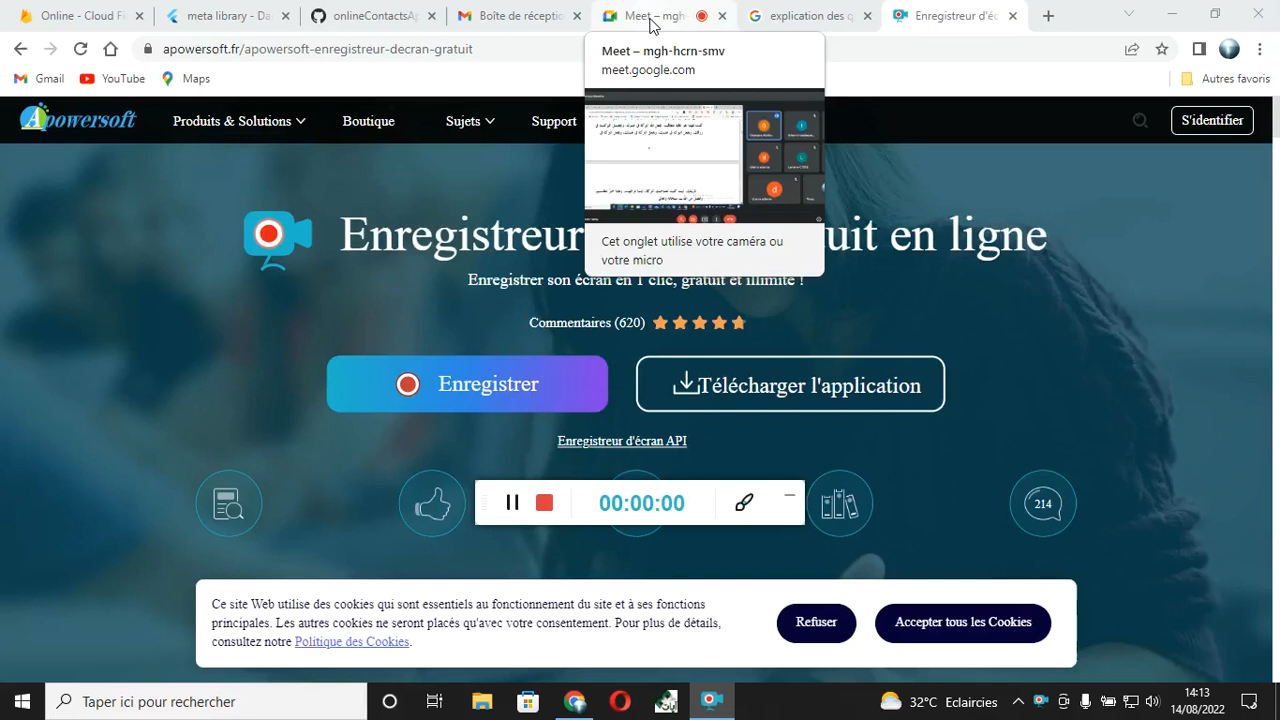 Online - Cloud Fi
meta library - Da
onlineContactsAp
Boîte de réceptio
Meet – mgh-
explication des q
Enregistreur d'éc
apowersoft.fr/enregistreur-decran-gratuit
Gmail
YouTube
Maps
Autres favoris
Meet – mgh-hcrn-smv
meet.google.com
Cet onglet utilise votre caméra ou
votre micro
powersoft
Produits & Solutions
Boutique
Support
S'identifier
Enregistreur
uit en ligne
Enregistrer son écran en 1 clic, gratuit et illimité !
Commentaires (620)
Enregistrer
Télécharger l'application
Enregistreur d'écran API
00:00:00
214
Ce site Web utilise des cookies qui sont essentiels au fonctionnement du site et à ses fonctions
principales. Les autres cookies ne seront placés qu'avec votre consentement. Pour plus de détails,
consultez notre Politique des Cookies.
Refuser
Accepter tous les Cookies
Taper ici pour rechercher
32°C Eclaircies
14:13
14/08/2022